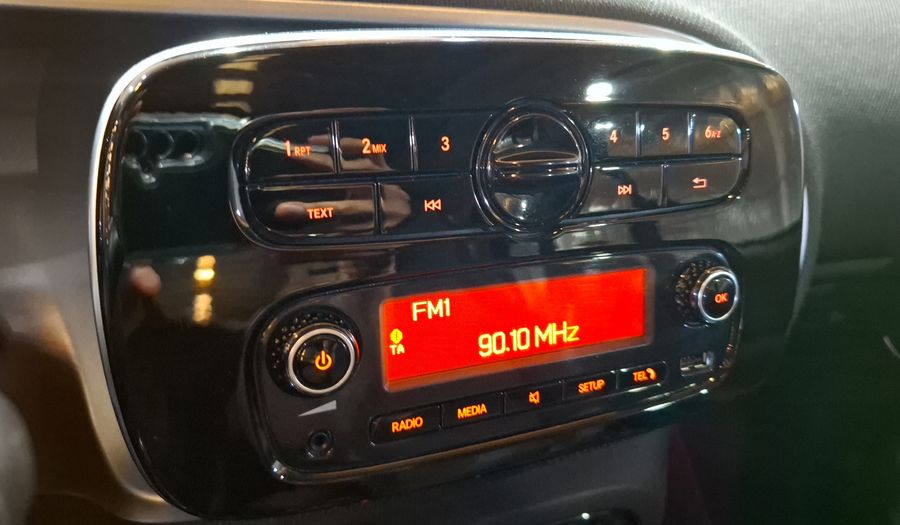 1 RPT 2 MIX 3 4 5 6 A-Z
TEXT
FM1
TA 90.10 MHz
OK
RADIO MEDIA SETUP TEL